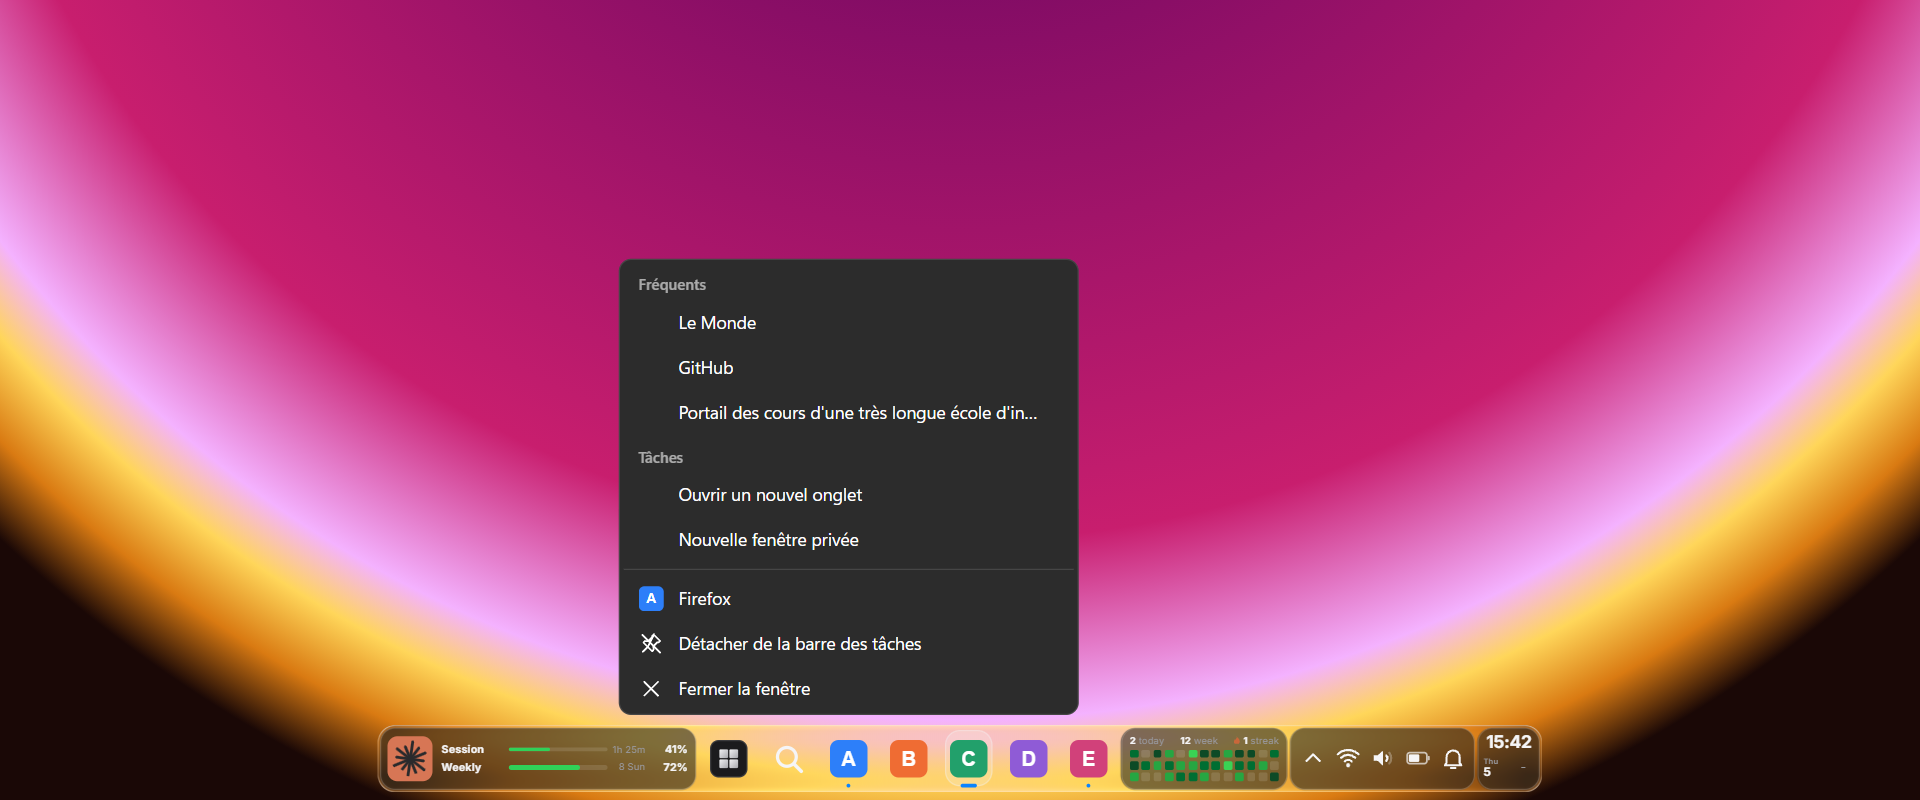 Fréquents
Le Monde
GitHub
Portail des cours d'une très longue école d'in...
Tâches
Ouvrir un nouvel onglet
Nouvelle fenêtre privée
A Firefox
Détacher de la barre des tâches
Fermer la fenêtre
Session 1h 25m 41%
Weekly 8 Sun 72%
A B C D E
2 today 12 week 1 streak
15:42
Thu
5